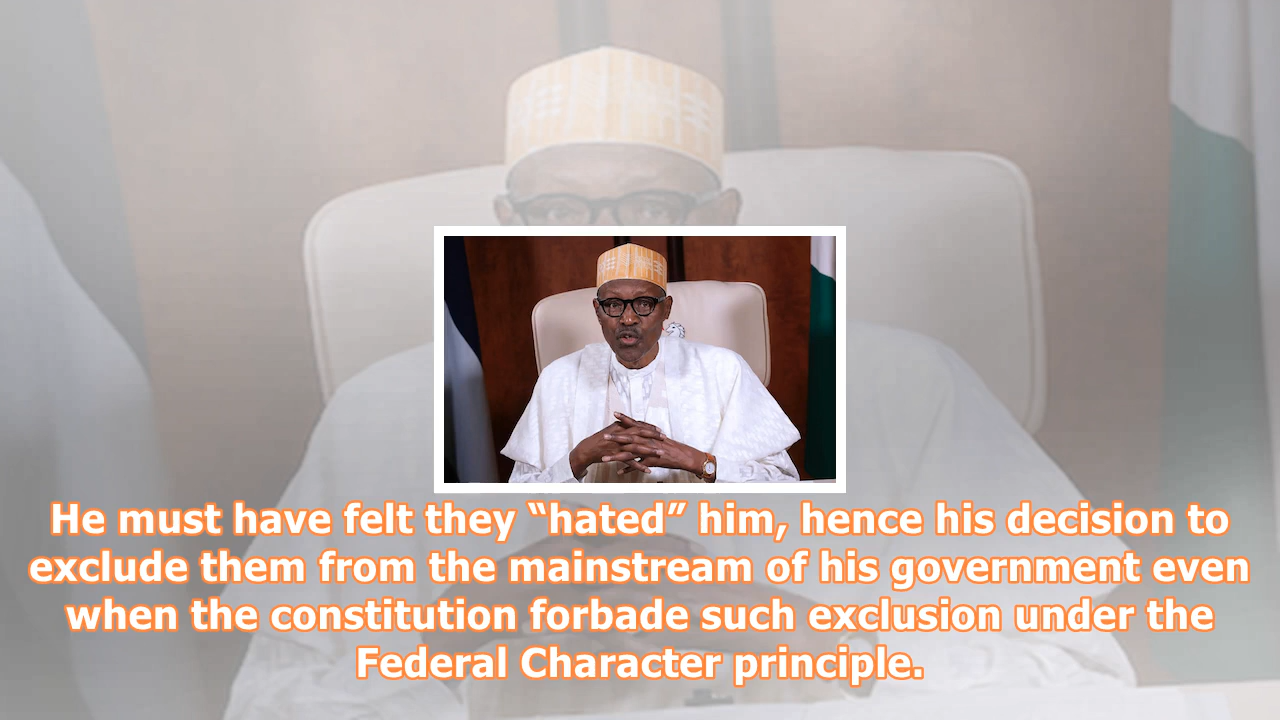 He must have felt they “hated” him, hence his decision to
exclude them from the mainstream of his government even
when the constitution forbade such exclusion under the
Federal Character principle.